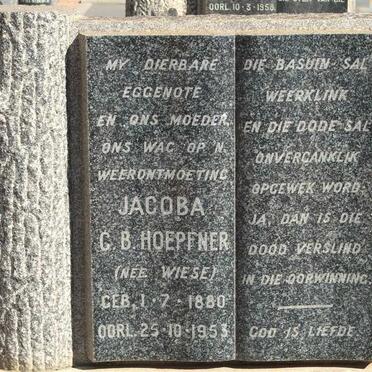 OORL. 10-3-1958.
MY DIERBARE
EGGENOTE
EN ONS MOEDER,
ONS WAG OP 'N
WEERONTMOETING
JACOBA
C. B. HOEPFNER
(NEE WIESE)
GEB. 1-7-1880
OORL. 25-10-1953
DIE BASUIN SAL
WEERKLINK
EN DIE DODE SAL
ONVERGANKLIK
OPGEWEK WORD:
JA, DAN IS DIE
DOOD VERSLIND
IN DIE OORWINNING.
GOD IS LIEFDE